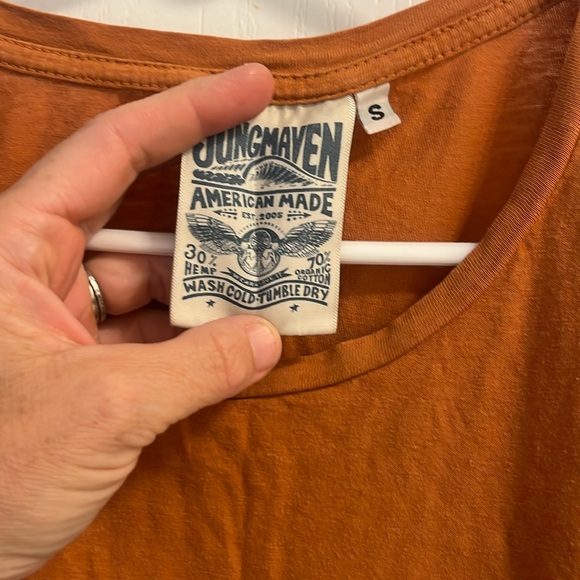 JUNGMAVEN
S
AMERICAN MADE
EST. 2005
30% HEMP
70% ORGANIC COTTON
WASH COLD·TUMBLE DRY